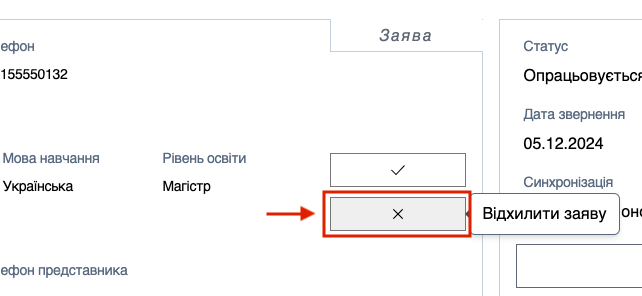 Заява
ефон
155550132
Мова навчання
Рівень освіти
Українська
Магістр
ефон представника
Статус
Опрацьовується
Дата звернення
05.12.2024
Синхронізація
Відхилити заяву